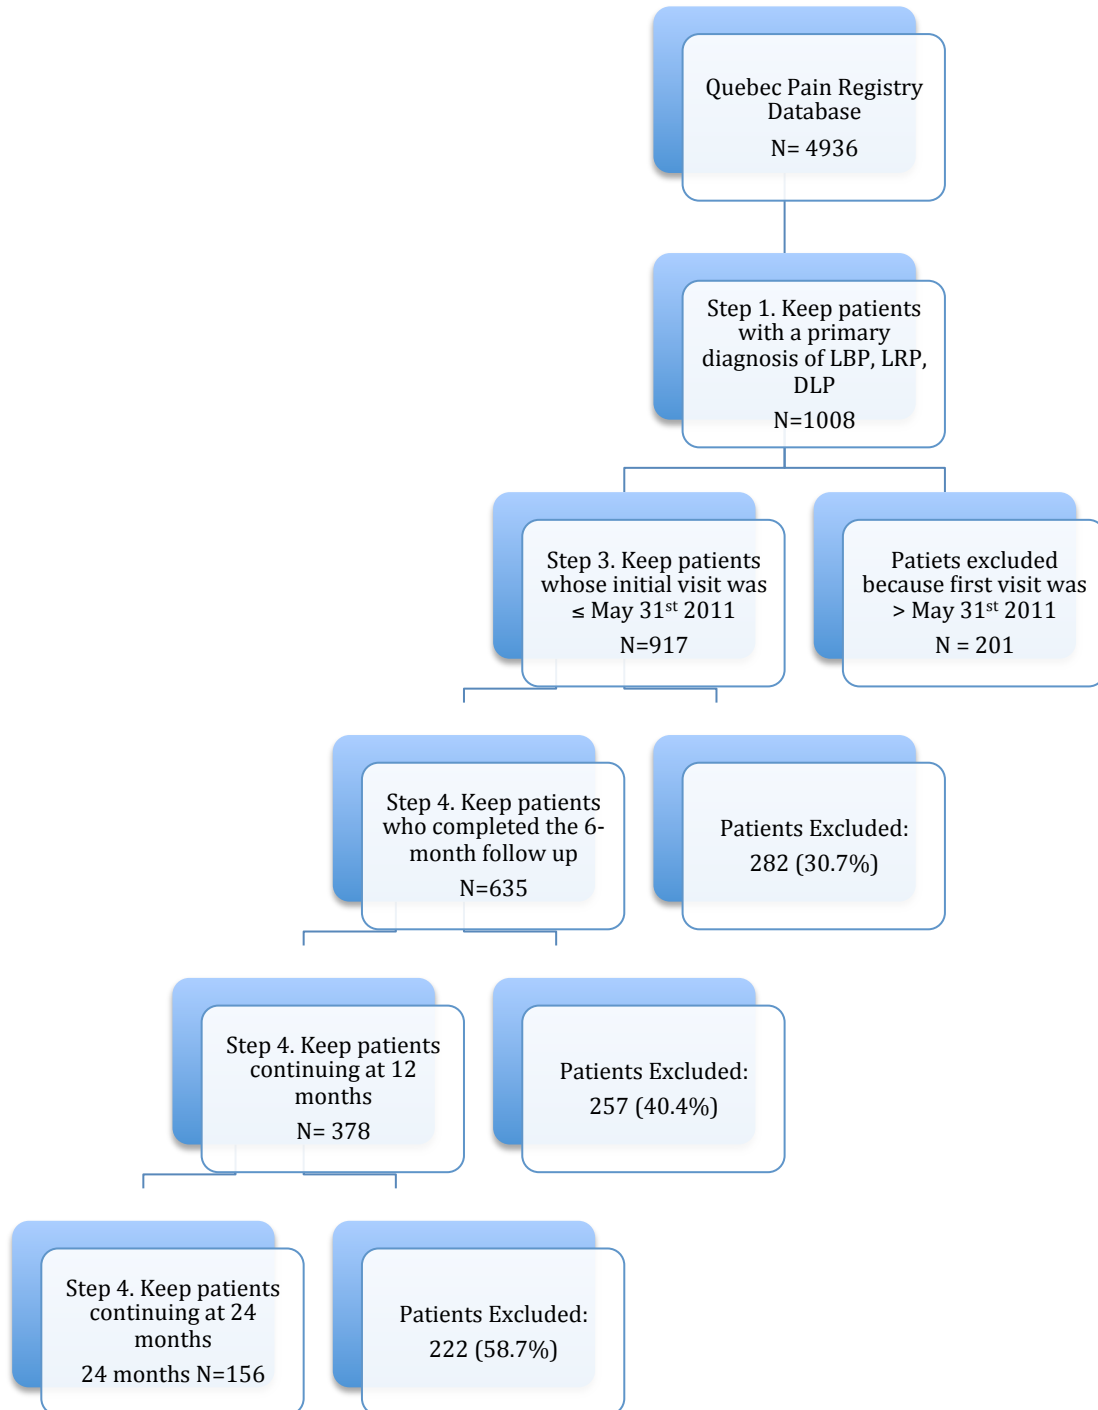 Quebec Pain Registry
Database
N= 4936
Step 1. Keep patients
with a primary
diagnosis of LBP, LRP,
DLP
N=1008
Step 3. Keep patients
whose initial visit was
≤ May 31st 2011
N=917
Patiets excluded
because first visit was
> May 31st 2011
N = 201
Step 4. Keep patients
who completed the 6-
month follow up
N=635
Patients Excluded:
282 (30.7%)
Step 4. Keep patients
continuing at 12
months
N= 378
Patients Excluded:
257 (40.4%)
Step 4. Keep patients
continuing at 24
months
24 months N=156
Patients Excluded:
222 (58.7%)